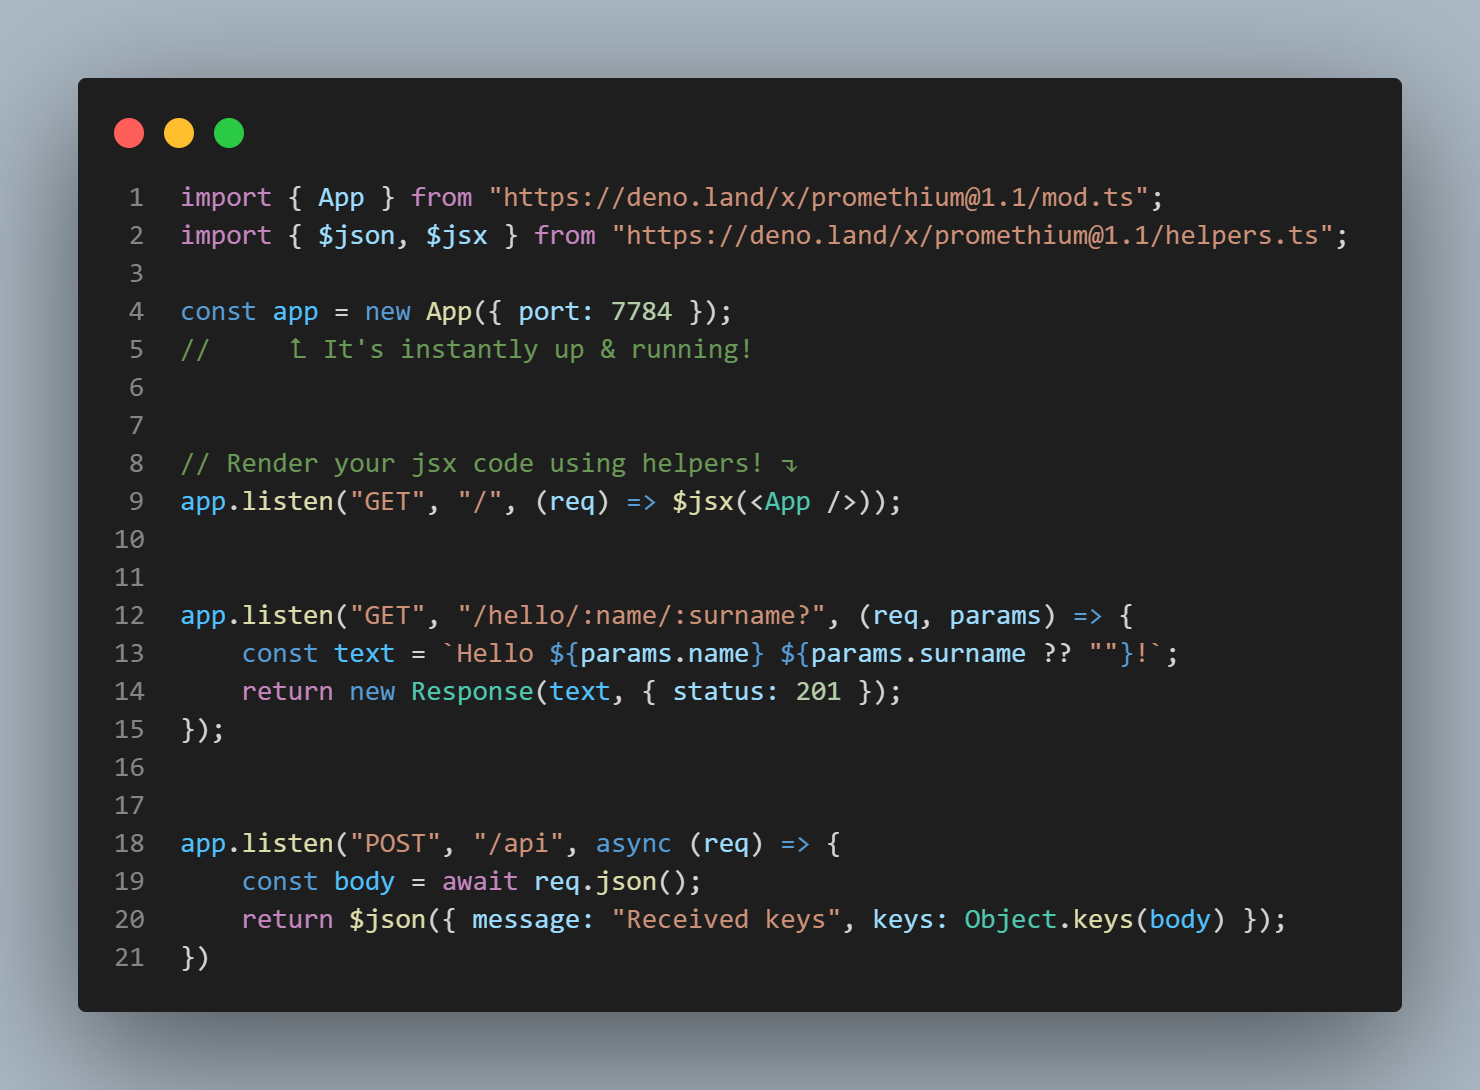 1 import { App } from "https://deno.land/x/promethium@1.1/mod.ts";
2 import { $json, $jsx } from "https://deno.land/x/promethium@1.1/helpers.ts";
3
4 const app = new App({ port: 7784 });
5 //     ⮤ It's instantly up & running!
6
7
8 // Render your jsx code using helpers! ↴
9 app.listen("GET", "/", (req) => $jsx(<App />));
10
11
12 app.listen("GET", "/hello/:name/:surname?", (req, params) => {
13     const text = `Hello ${params.name} ${params.surname ?? ""}!`;
14     return new Response(text, { status: 201 });
15 });
16
17
18 app.listen("POST", "/api", async (req) => {
19     const body = await req.json();
20     return $json({ message: "Received keys", keys: Object.keys(body) });
21 })